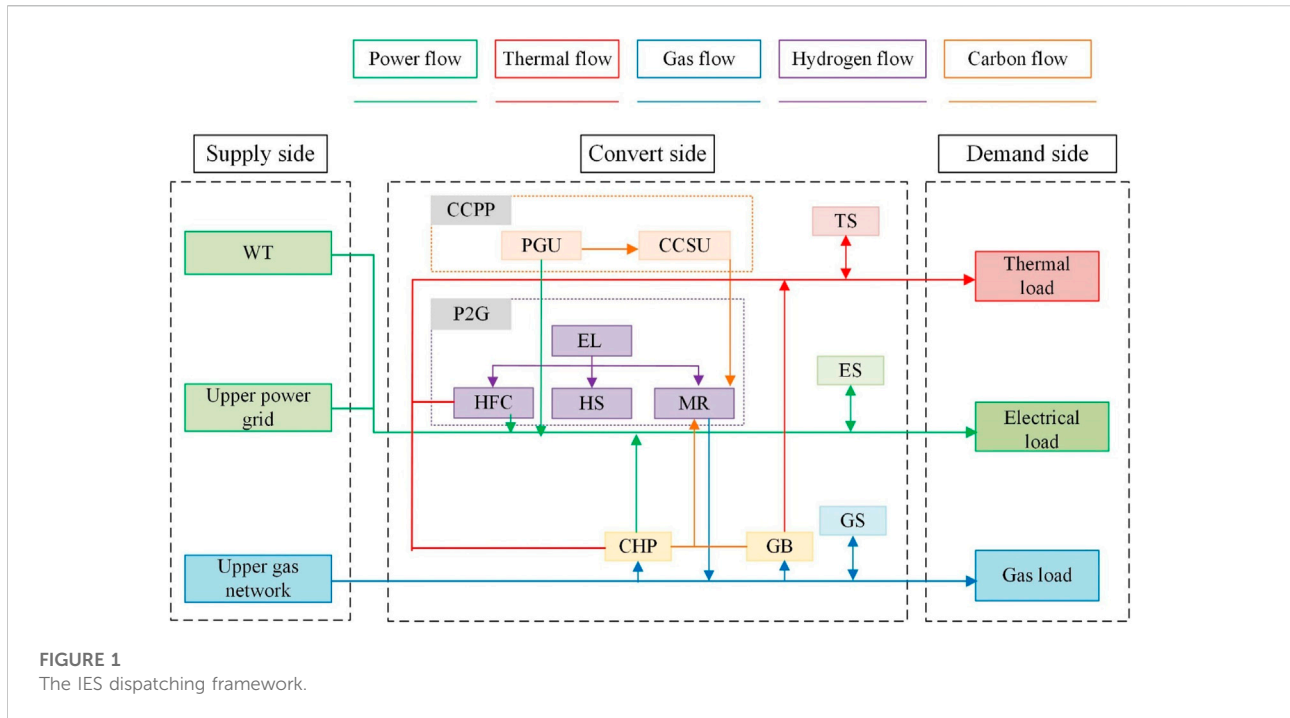 Power flow
Thermal flow
Gas flow
Hydrogen flow
Carbon flow
Supply side
Convert side
Demand side
CCPP
TS
WT
PGU
CCSU
Thermal
load
P2G
EL
ES
Upper power
grid
HFC
HS
MR
Electrical
load
GS
CHP
GB
Upper gas
network
Gas load
FIGURE 1
The IES dispatching framework.